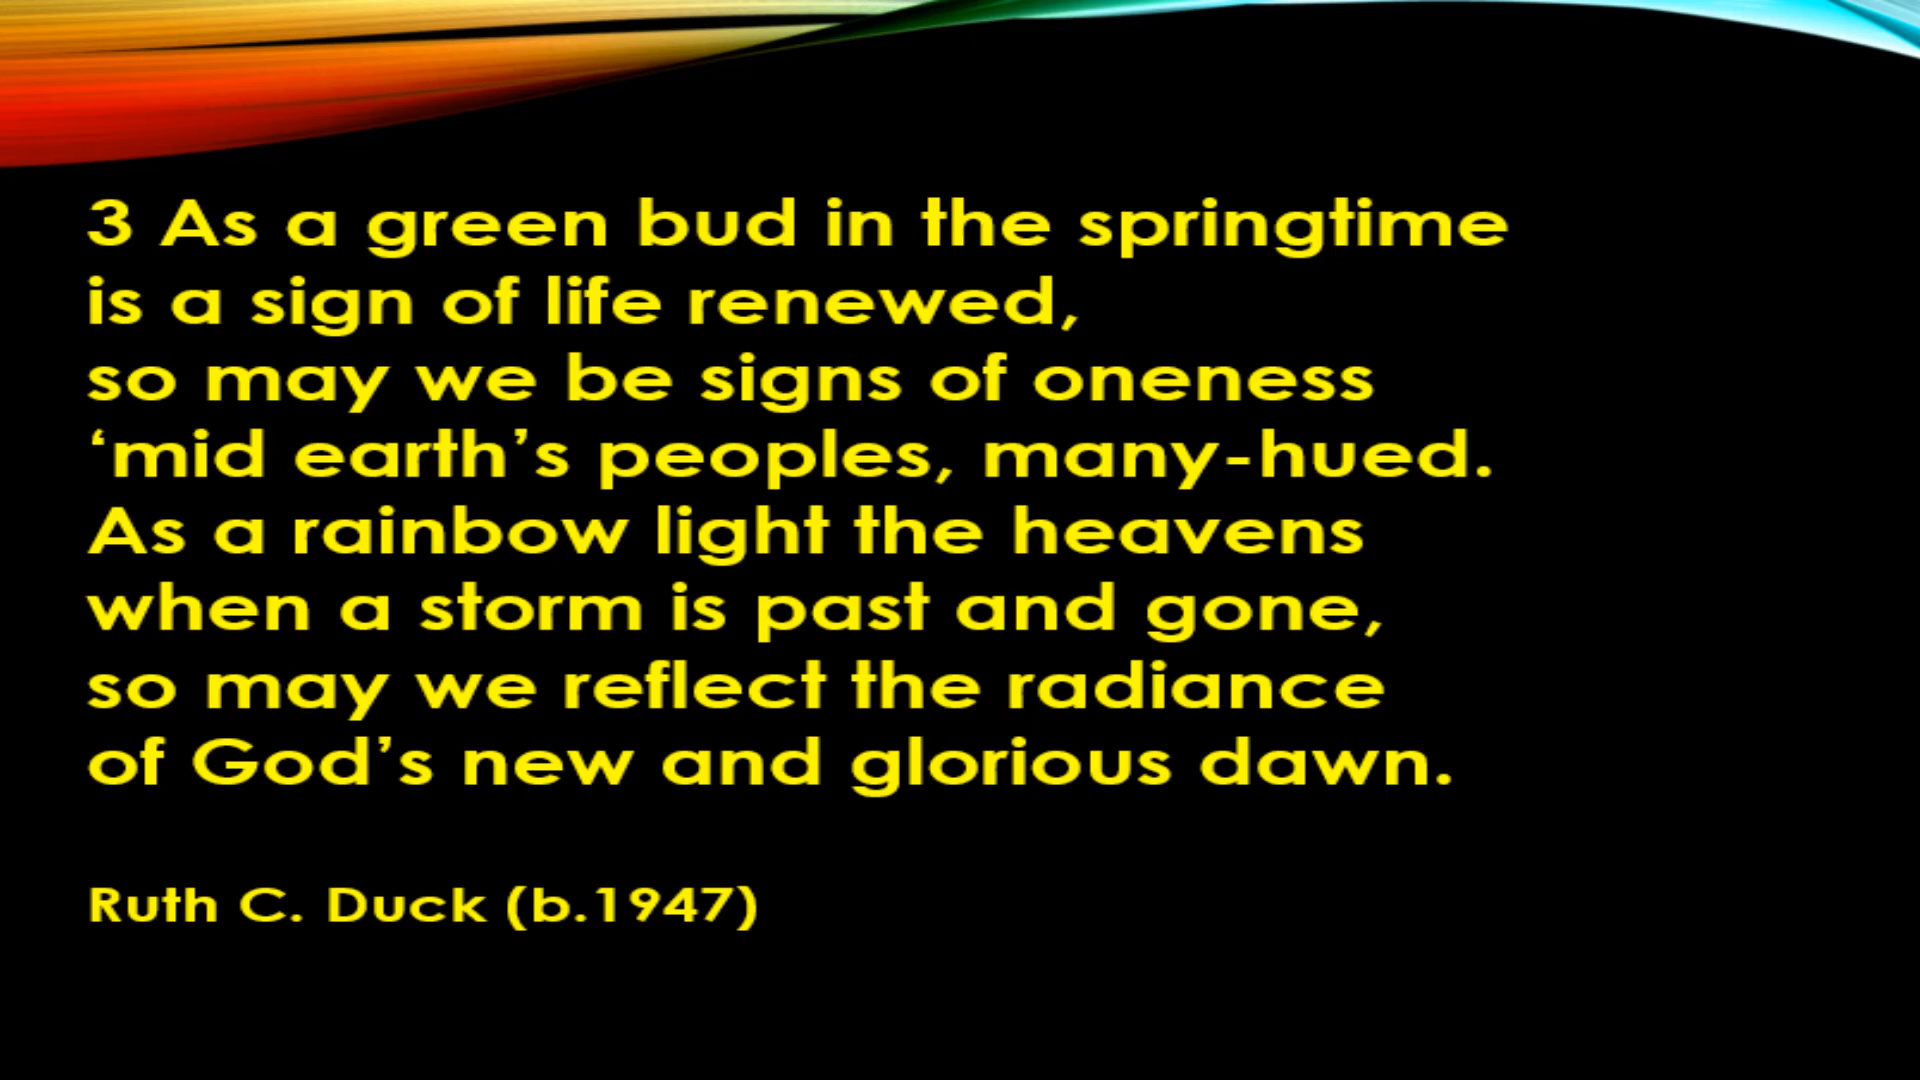 3 As a green bud in the springtime
is a sign of life renewed,
so may we be signs of oneness
‘mid earth’s peoples, many-hued.
As a rainbow light the heavens
when a storm is past and gone,
so may we reflect the radiance
of God’s new and glorious dawn.
Ruth C. Duck (b.1947)